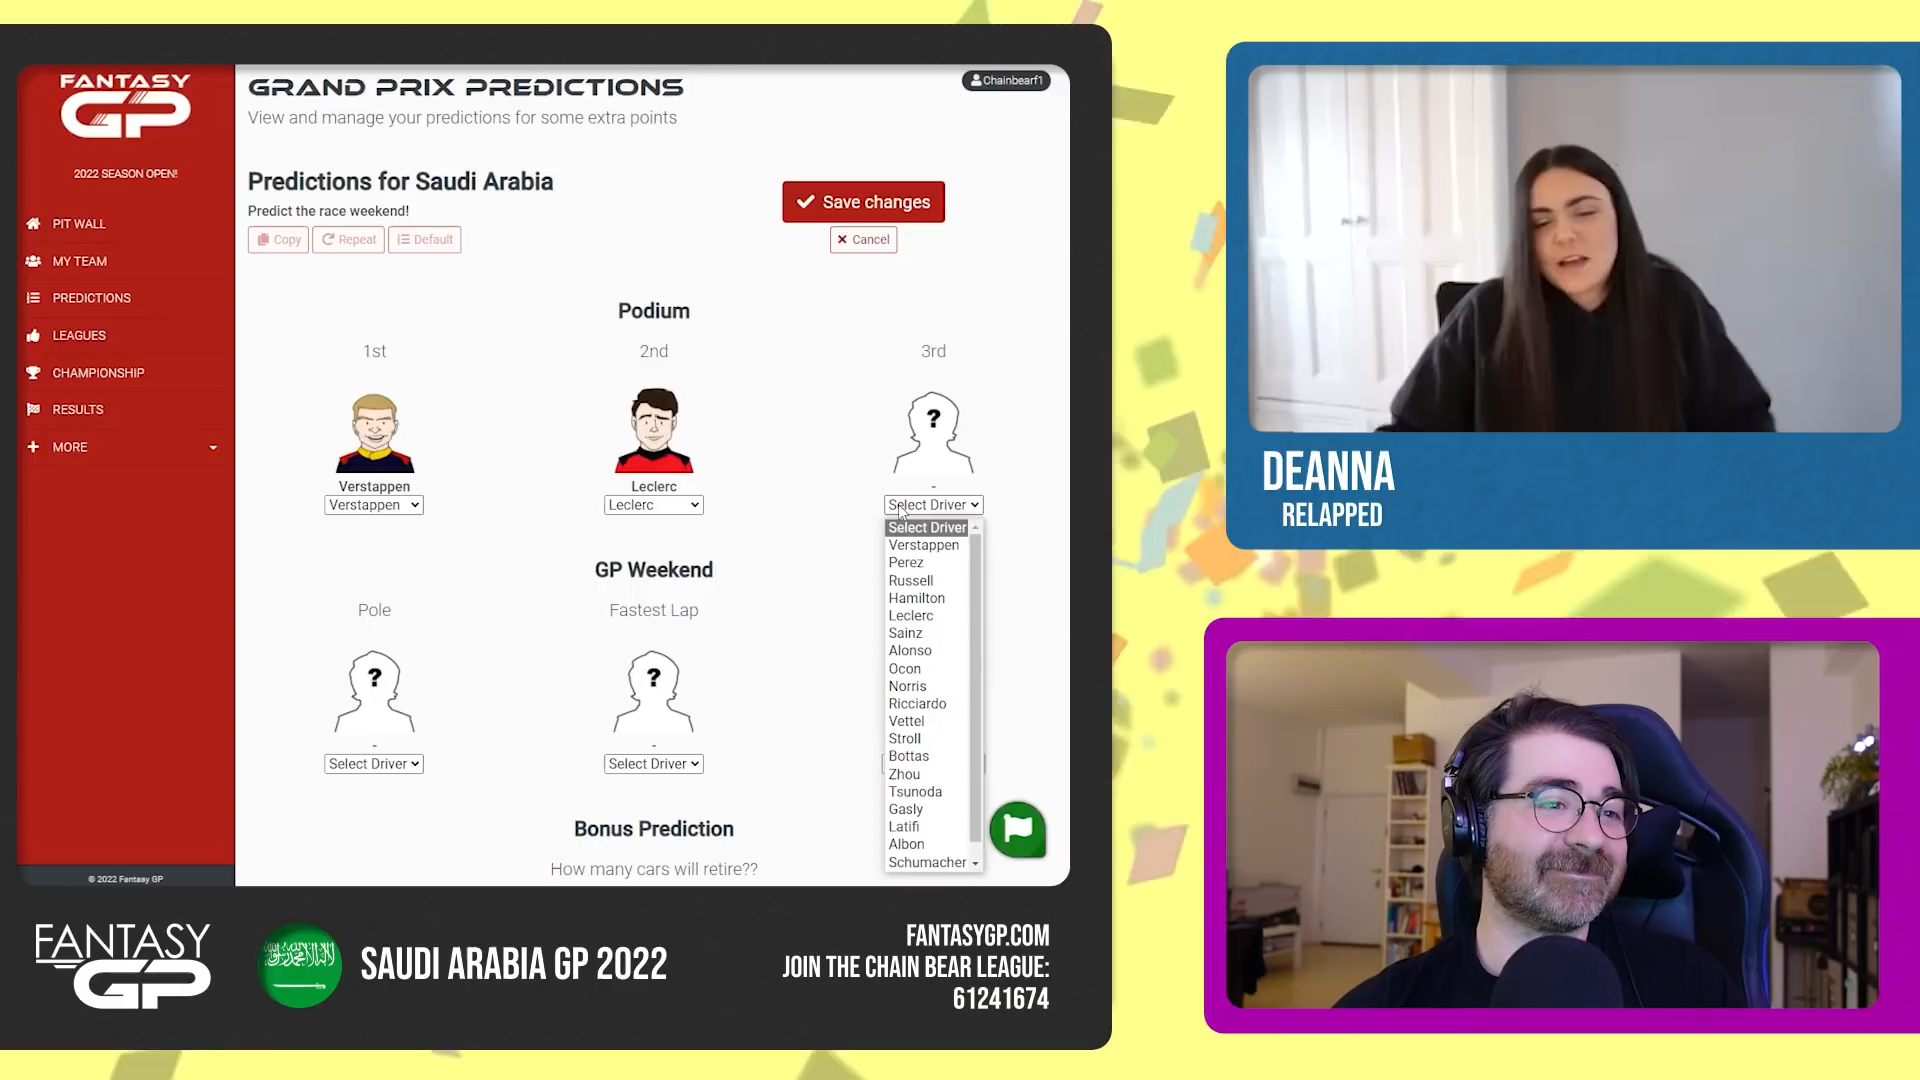 FANTASY
GP
2022 SEASON OPEN!
PIT WALL
MY TEAM
PREDICTIONS
LEAGUES
CHAMPIONSHIP
RESULTS
MORE
© 2022 Fantasy GP
GRAND PRIX PREDICTIONS
Chainbearf1
View and manage your predictions for some extra points
Predictions for Saudi Arabia
Predict the race weekend!
Copy
Repeat
Default
Save changes
Cancel
Podium
1st
2nd
3rd
?
Verstappen
Leclerc
-
Verstappen
Leclerc
Select Driver
Select Driver
Verstappen
Perez
Russell
Hamilton
Leclerc
Sainz
Alonso
Ocon
Norris
Ricciardo
Vettel
Stroll
Bottas
Zhou
Tsunoda
Gasly
Latifi
Albon
Schumacher
GP Weekend
Pole
Fastest Lap
?
?
-
-
Select Driver
Select Driver
Bonus Prediction
How many cars will retire??
FANTASY
GP
SAUDI ARABIA GP 2022
FANTASYGP.COM
JOIN THE CHAIN BEAR LEAGUE:
61241674
DEANNA
RELAPPED